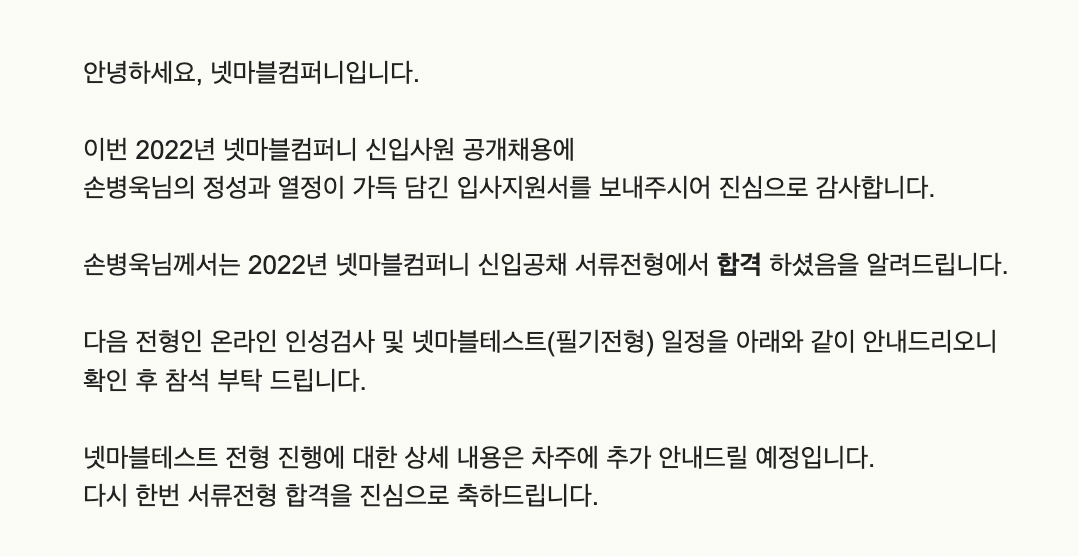 안녕하세요, 넷마블컴퍼니입니다.
이번 2022년 넷마블컴퍼니 신입사원 공개채용에
손병욱님의 정성과 열정이 가득 담긴 입사지원서를 보내주시어 진심으로 감사합니다.
손병욱님께서는 2022년 넷마블컴퍼니 신입공채 서류전형에서 합격 하셨음을 알려드립니다.
다음 전형인 온라인 인성검사 및 넷마블테스트(필기전형) 일정을 아래와 같이 안내드리오니
확인 후 참석 부탁 드립니다.
넷마블테스트 전형 진행에 대한 상세 내용은 차주에 추가 안내드릴 예정입니다.
다시 한번 서류전형 합격을 진심으로 축하드립니다.